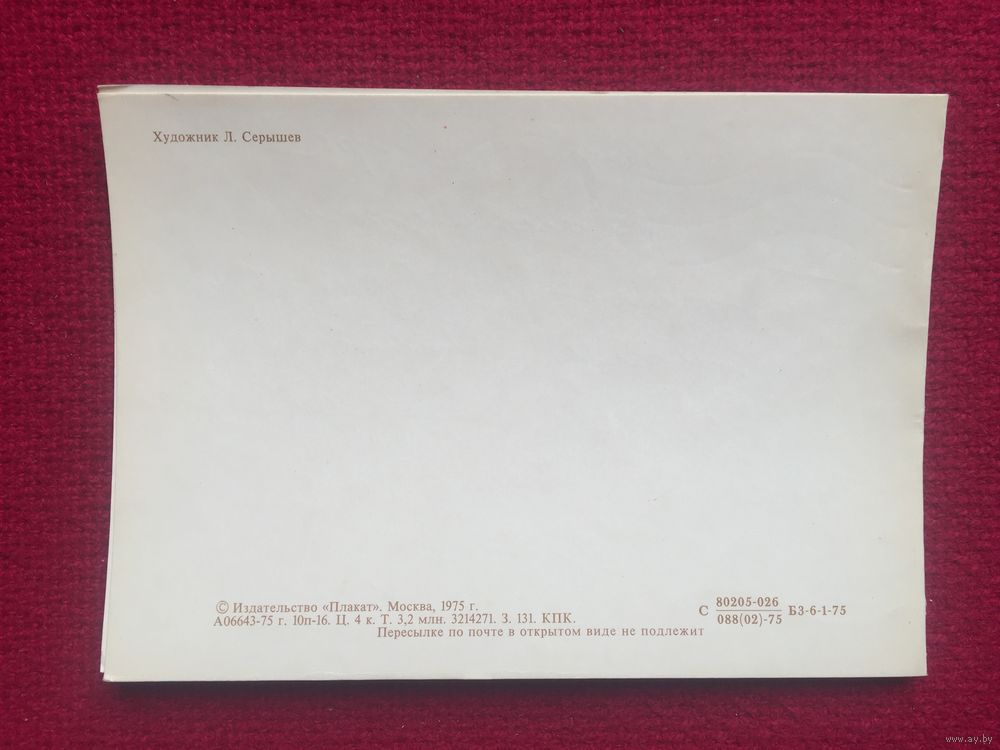 Художник Л. Серышев
© Издательство «Плакат». Москва, 1975 г.
А06643-75 г. 10п-16. Ц. 4 к. Т. 3,2 млн. 3214271. З. 131. КПК.
Пересылке по почте в открытом виде не подлежит
С 80205-026
088(02)-75 БЗ-6-1-75
www.ay.by